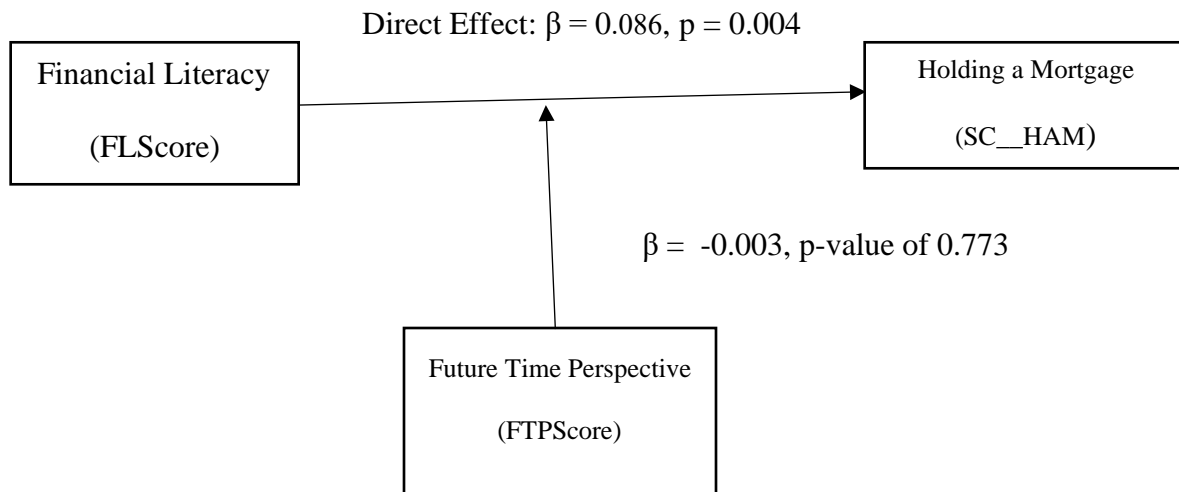 Direct Effect: β = 0.086, p = 0.004
Financial Literacy
(FLScore)
Holding a Mortgage
(SC__HAM)
β = -0.003, p-value of 0.773
Future Time Perspective
(FTPScore)